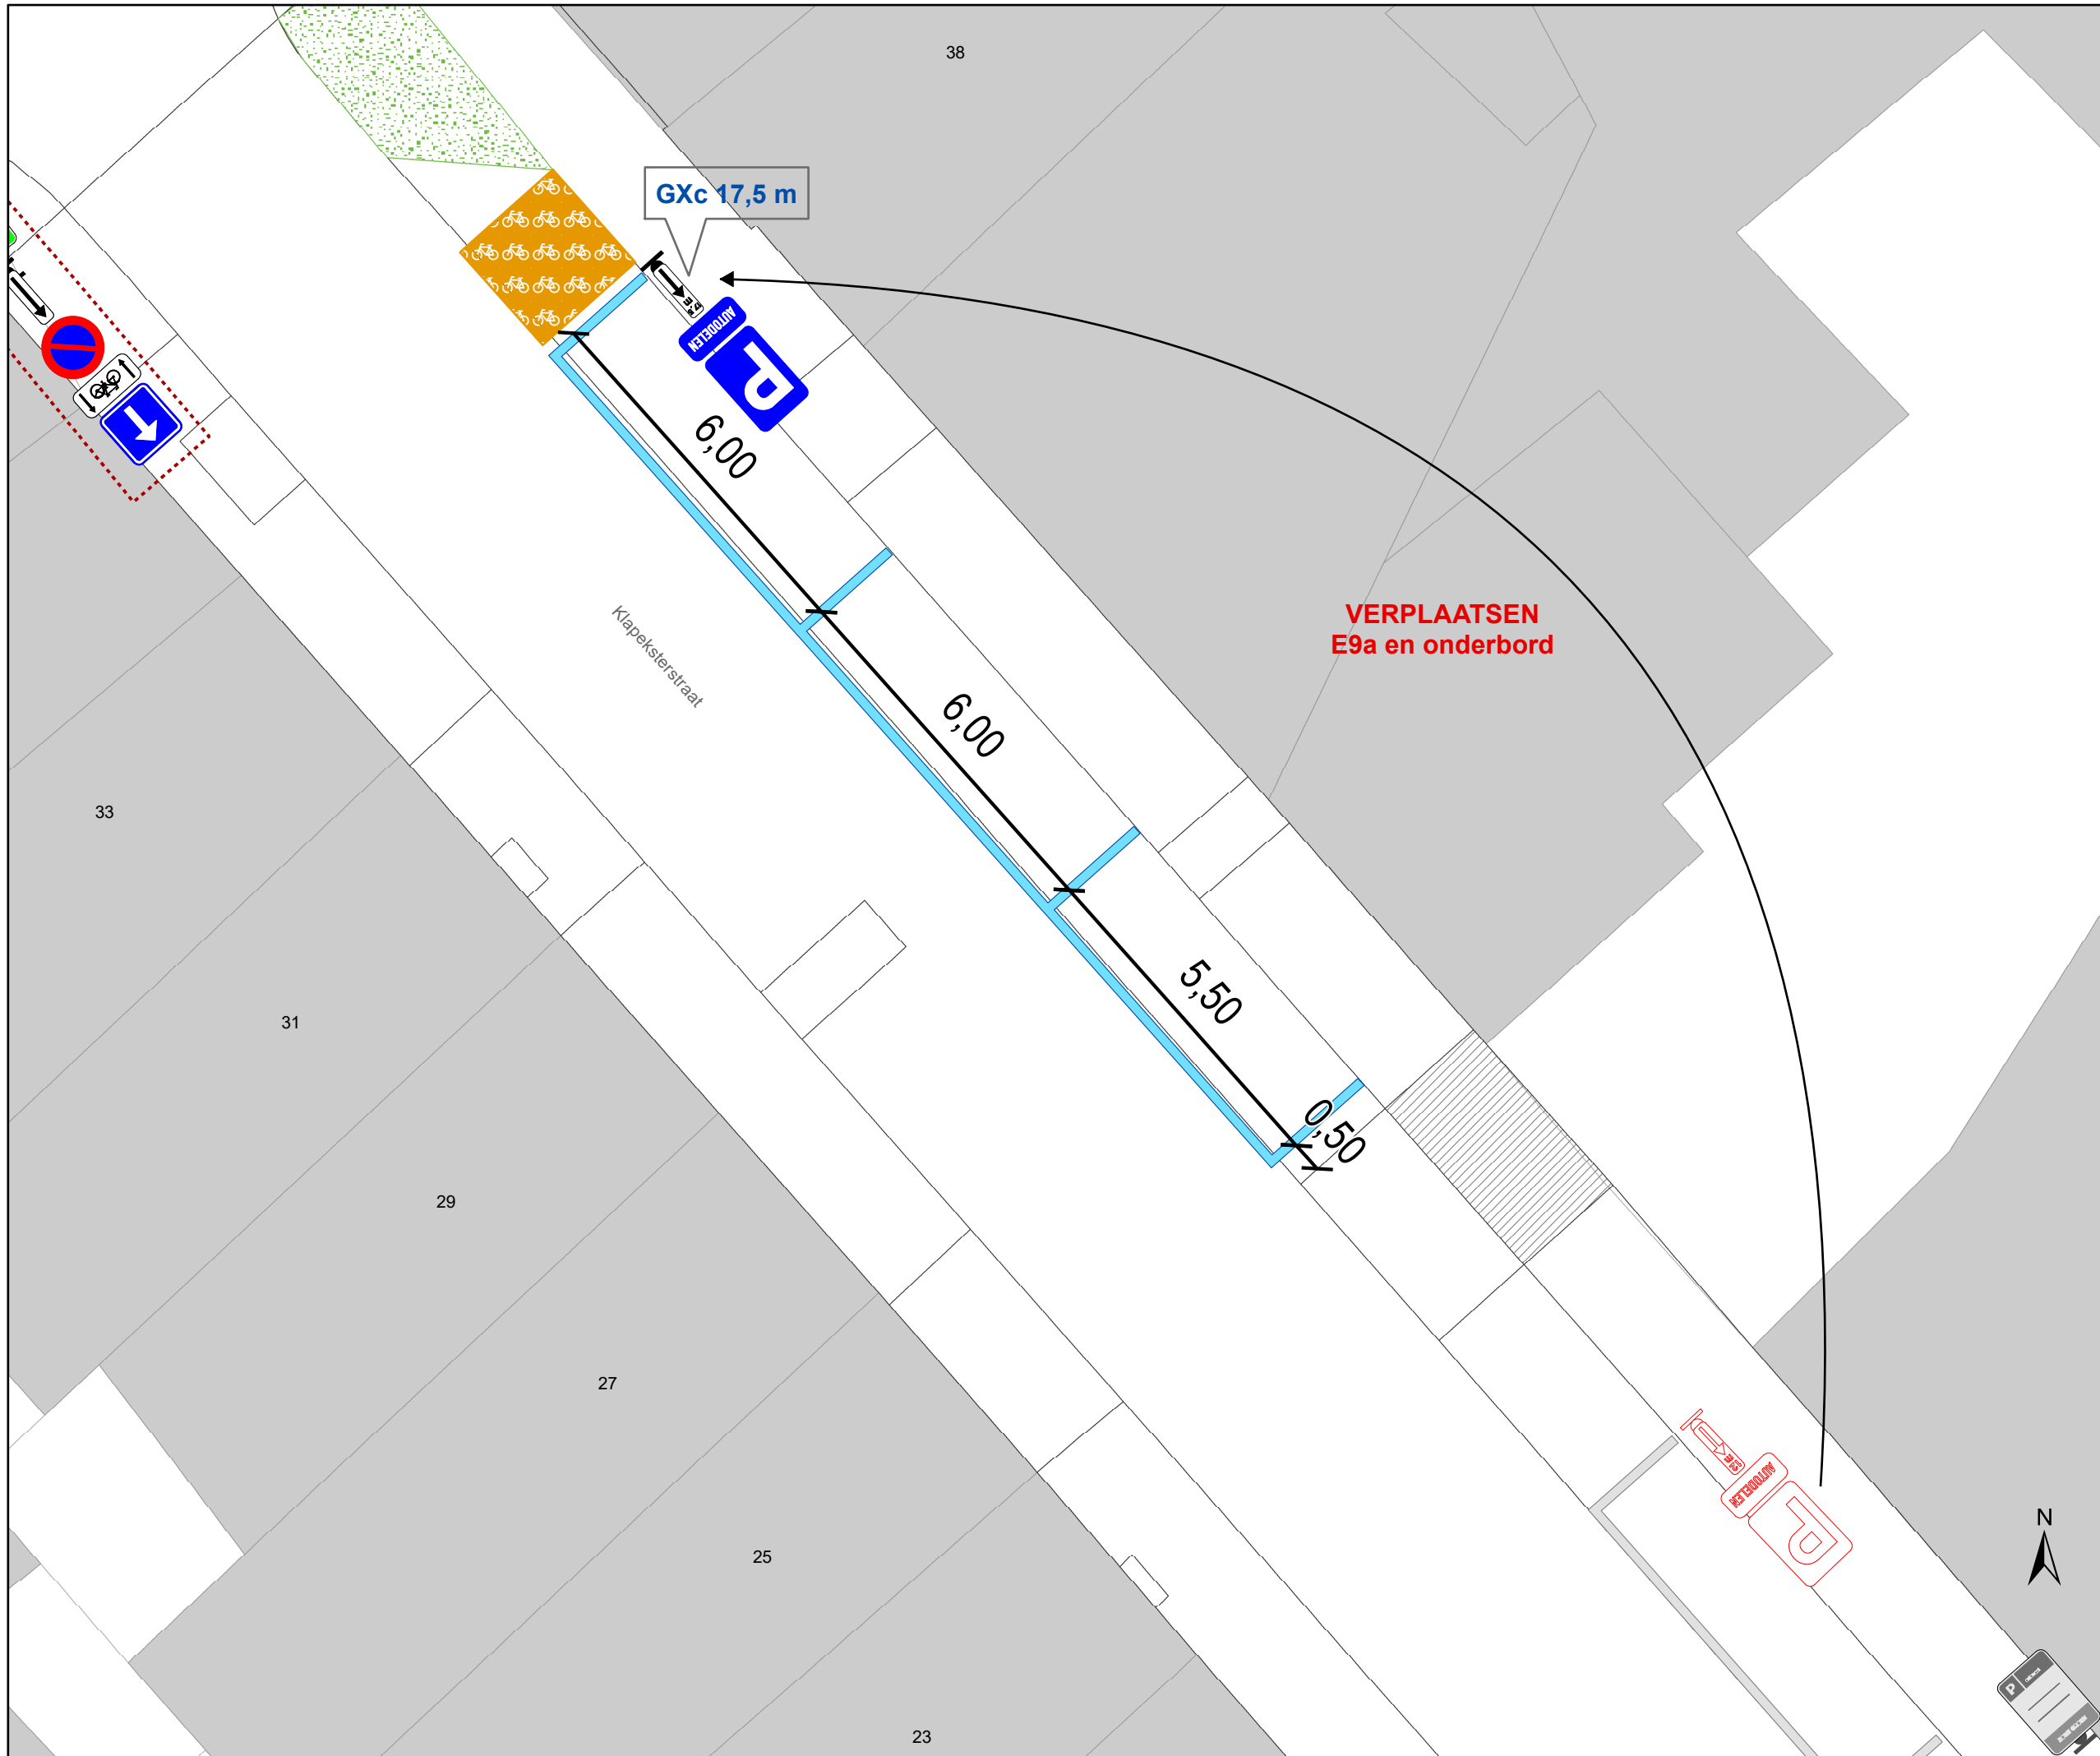 38
GXc 17,5 m
AUTODELEN
P
6,00
VERPLAATSEN
E9a en onderbord
Klapeksterstraat
6,00
33
5,50
31
0,50
29
27
AUTODELEN
P
N
25
P
23